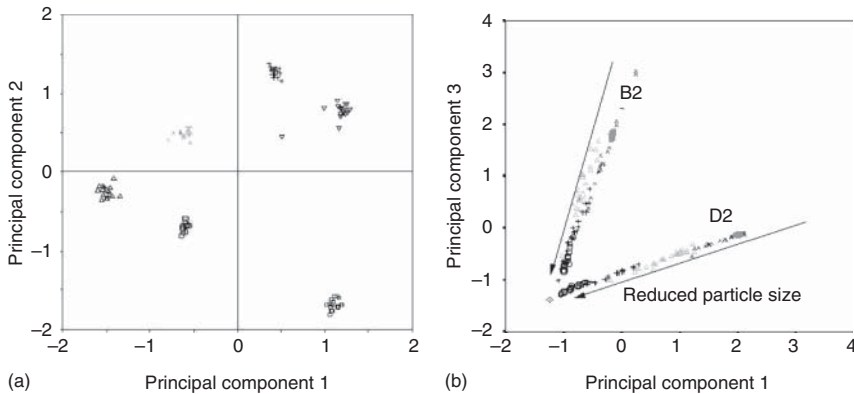 2
1
0
−1
−2
−2
−1
0
1
2
Principal component 2
Principal component 1
(a)
4
3
2
1
0
−1
−2
−2
−1
0
1
2
3
4
Principal component 3
Principal component 1
B2
D2
Reduced particle size
(b)